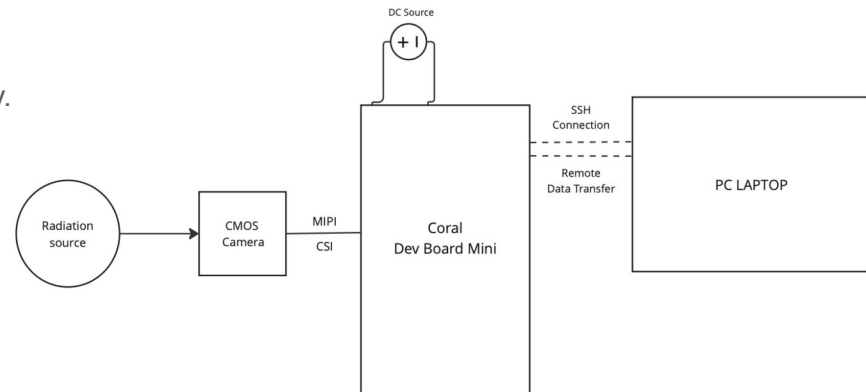 DC Source
+ I
SSH
Connection
Remote
Data Transfer
PC LAPTOP
Radiation
source
CMOS
Camera
MIPI
CSI
Coral
Dev Board Mini